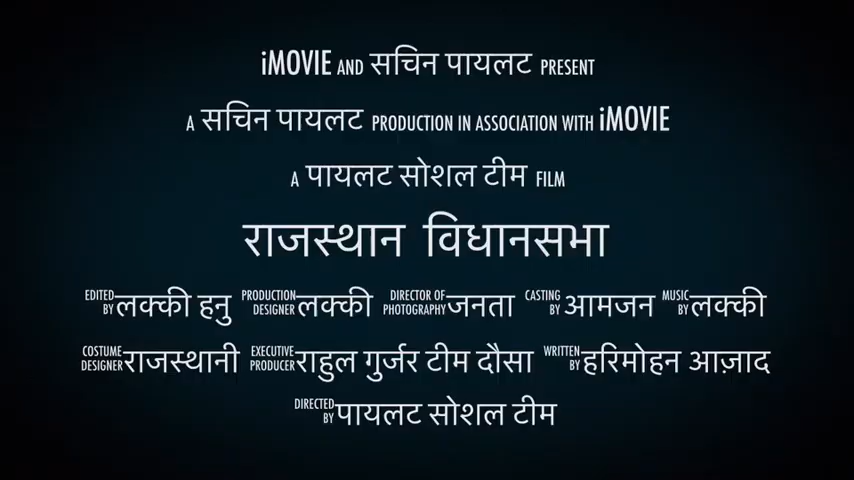 iMOVIE AND सचिन पायलट PRESENT
A सचिन पायलट PRODUCTION IN ASSOCIATION WITH iMOVIE
A पायलट सोशल टीम FILM
राजस्थान विधानसभा
EDITED BY लक्की हनु PRODUCTION DESIGNER लक्की DIRECTOR OF PHOTOGRAPHY जनता CASTING BY आमजन MUSIC BY लक्की
COSTUME DESIGNER राजस्थानी EXECUTIVE PRODUCER राहुल गुर्जर टीम दौसा WRITTEN BY हरिमोहन आज़ाद
DIRECTED BY पायलट सोशल टीम